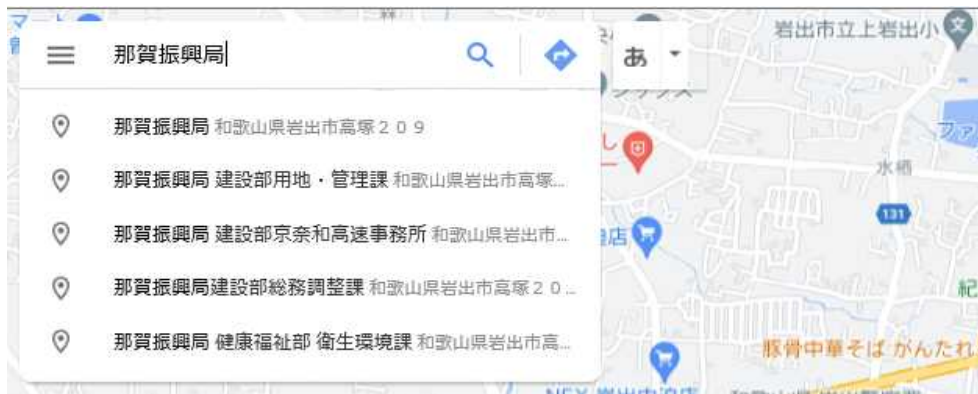 岩出市立上岩出小
那賀振興局
あ
那賀振興局 和歌山県岩出市高塚209
那賀振興局 建設部用地・管理課 和歌山県岩出市高塚...
水栖
131
那賀振興局 建設部京奈和高速事務所 和歌山県岩出市...
那賀振興局建設部総務調整課 和歌山県岩出市高塚20...
那賀振興局 健康福祉部 衛生環境課 和歌山県岩出市高...
豚骨中華そば がんたれ